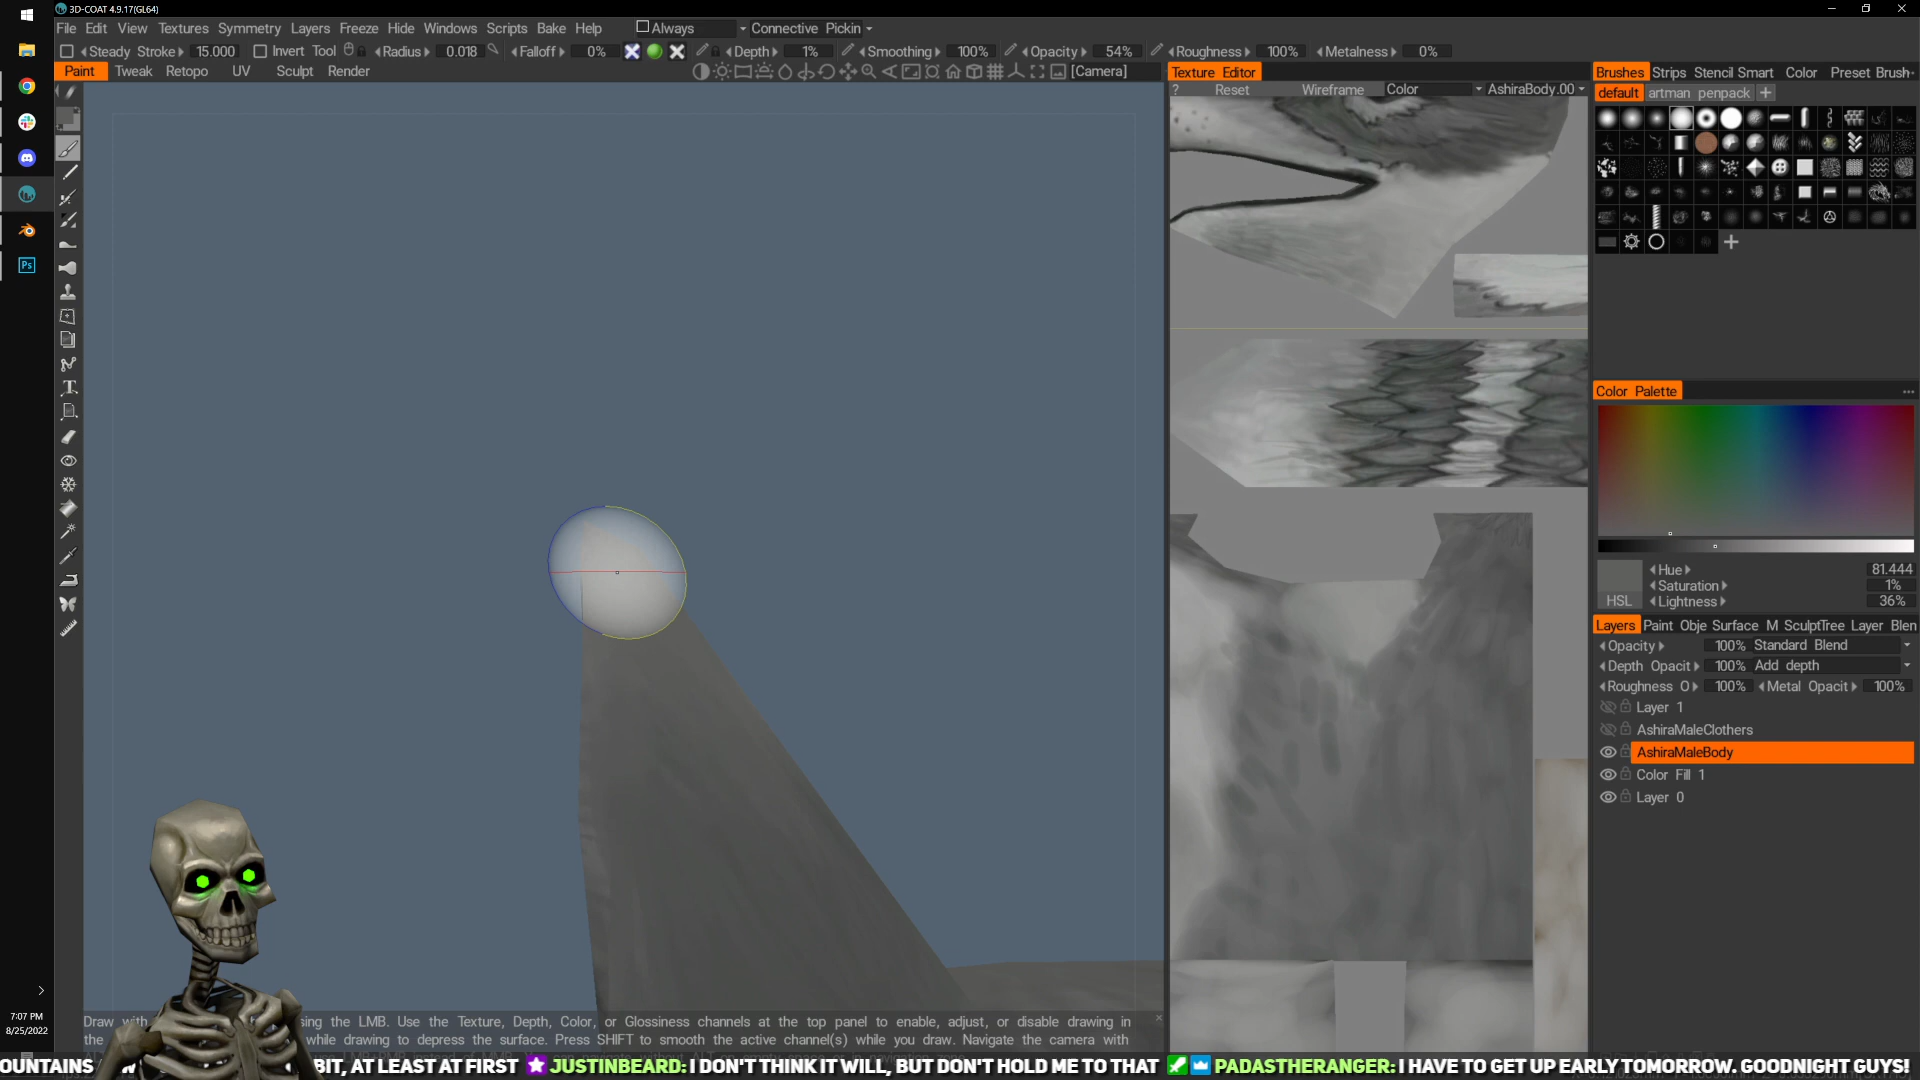 3D-COAT 4.9.17(GL64)
File Edit View Textures Symmetry Layers Freeze Hide Windows Scripts Bake Help Always Connective Pickin
Steady Stroke 15.000 Invert Tool Radius 0.018 Falloff 0% Depth 1% Smoothing 100% Opacity 54% Roughness 100% Metalness 0%
Paint Tweak Retopo UV Sculpt Render [Camera]
Texture Editor
? Reset Wireframe Color AshiraBody.00
Brushes Strips Stencil Smart Color Preset Brush
default artman penpack
Color Palette
Hue 81.444
Saturation 1%
HSL Lightness 36%
Layers Paint Obje Surface M SculptTree Layer Blen
Opacity 100% Standard Blend
Depth Opacit 100% Add depth
Roughness O 100% Metal Opacit 100%
Layer 1
AshiraMaleClothers
AshiraMaleBody
Color Fill 1
Layer 0
Ps
7:07 PM
8/25/2022
Draw with sing the LMB. Use the Texture, Depth, Color, or Glossiness channels at the top panel to enable, adjust, or disable drawing in
the while drawing to depress the surface. Press SHIFT to smooth the active channel(s) while you draw. Navigate the camera with
OUNTAINS BIT, AT LEAST AT FIRST JUSTINBEARD: I DON'T THINK IT WILL, BUT DON'T HOLD ME TO THAT PADASTHERANGER: I HAVE TO GET UP EARLY TOMORROW. GOODNIGHT GUYS!